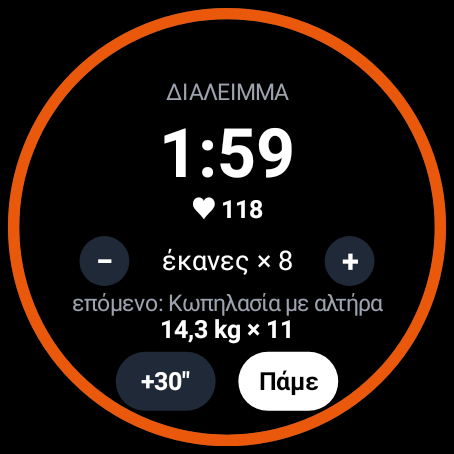 ΔΙΑΛΕΙΜΜΑ
1:59
♥ 118
− έκανες × 8 +
επόμενο: Κωπηλασία με αλτήρα
14,3 kg × 11
+30" Πάμε